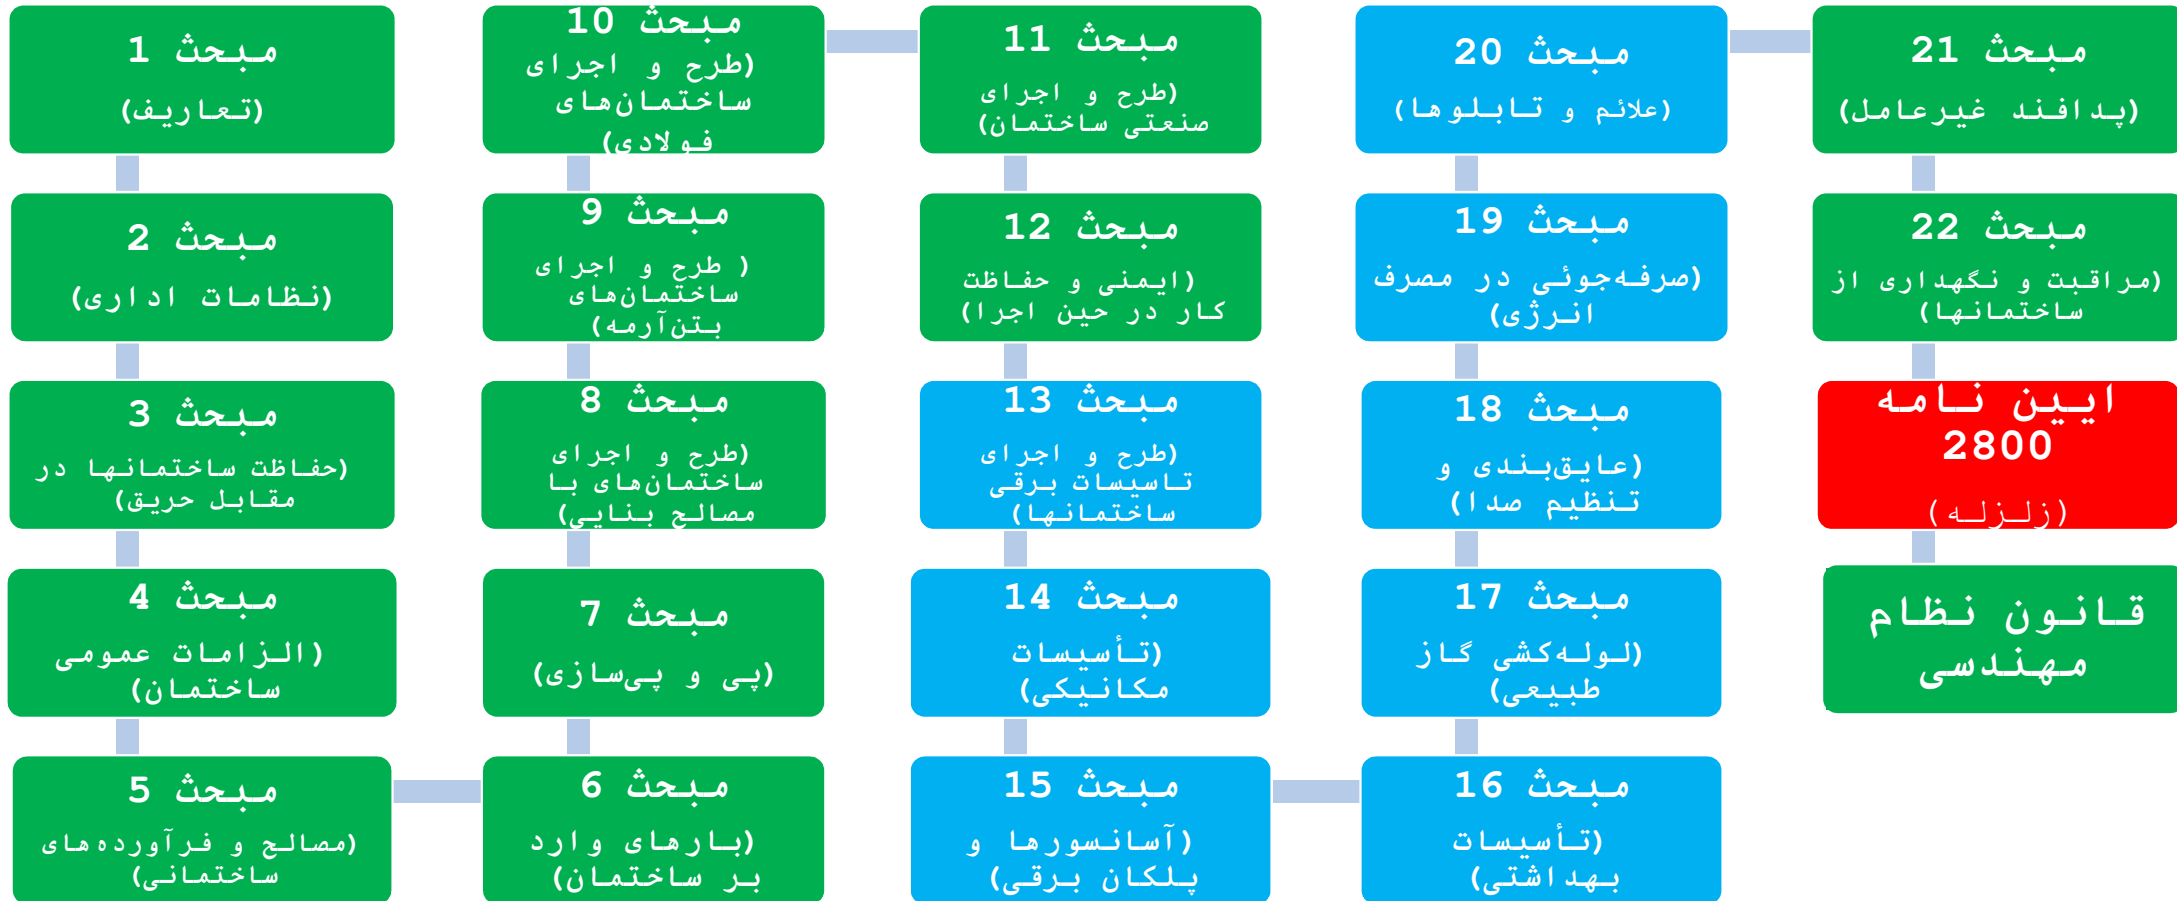 مبحث 1
(تعاریف)
مبحث 2
(نظامات اداری)
مبحث 3
(حفاظت ساختمانها در
مقابل حریق)
مبحث 4
(الزامات عمومی
ساختمان)
مبحث 5
(مصالح و فرآورده‌های
ساختمانی)
مبحث 6
(بارهای وارد
بر ساختمان)
مبحث 7
(پی و پی‌سازی)
مبحث 8
(طرح و اجرای
ساختمان‌های با
مصالح بنایی)
مبحث 9
( طرح و اجرای
ساختمان‌های
بتن‌آرمه)
مبحث 10
(طرح و اجرای
ساختمان‌های
فولادی)
مبحث 11
(طرح و اجرای
صنعتی ساختمان)
مبحث 12
(ایمنی و حفاظت
کار در حین اجرا)
مبحث 13
(طرح و اجرای
تاسیسات برقی
ساختمانها)
مبحث 14
(تأسیسات
مکانیکی)
مبحث 15
(آسانسورها و
پلکان برقی)
مبحث 16
(تأسیسات
بهداشتی)
مبحث 17
(لوله‌کشی گاز
طبیعی)
مبحث 18
(عایق‌بندی و
تنظیم صدا)
مبحث 19
(صرفه‌جوئی در مصرف
انرژی)
مبحث 20
(علائم و تابلوها)
مبحث 21
(پدافند غیرعامل)
مبحث 22
(مراقبت و نگهداری از
ساختمانها)
ایین نامه
2800
(زلزله)
قانون نظام
مهندسی